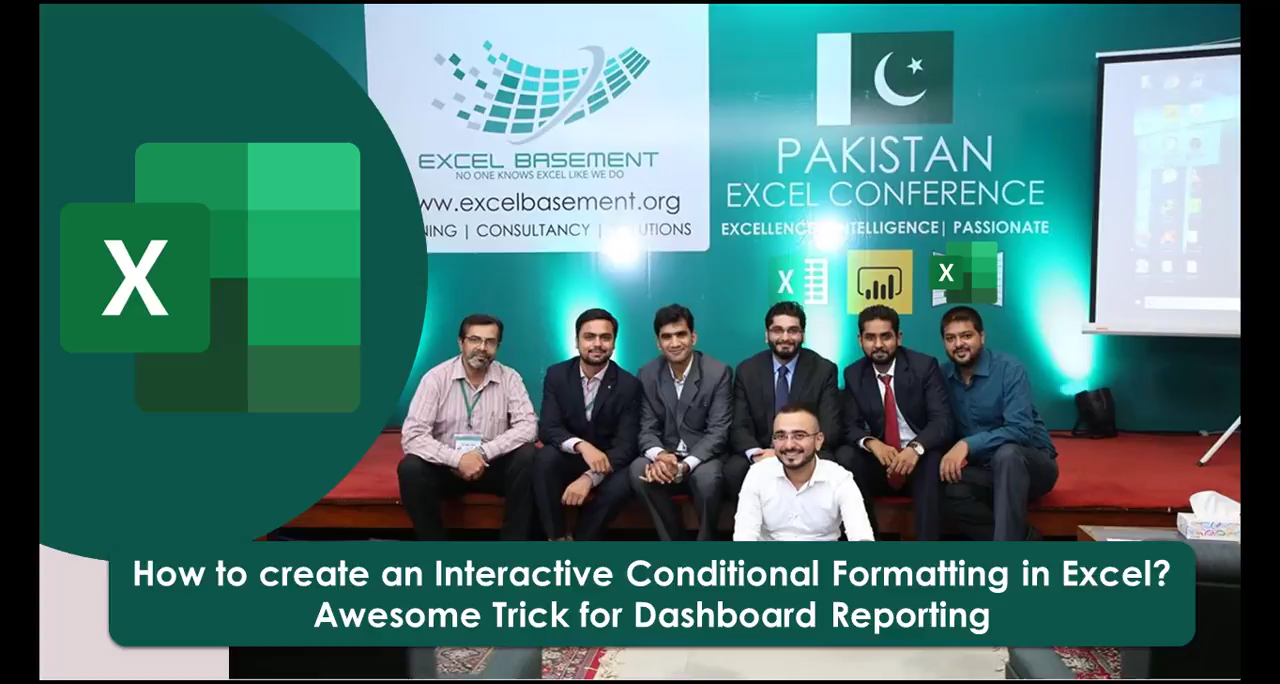 EXCEL BASEMENT
NO ONE KNOWS EXCEL LIKE WE DO
www.excelbasement.org
| CONSULTANCY |
PAKISTAN
EXCEL CONFERENCE
EXCELLENCE | INTELLIGENCE | PASSIONATE
X
X
X
How to create an Interactive Conditional Formatting in Excel?
Awesome Trick for Dashboard Reporting